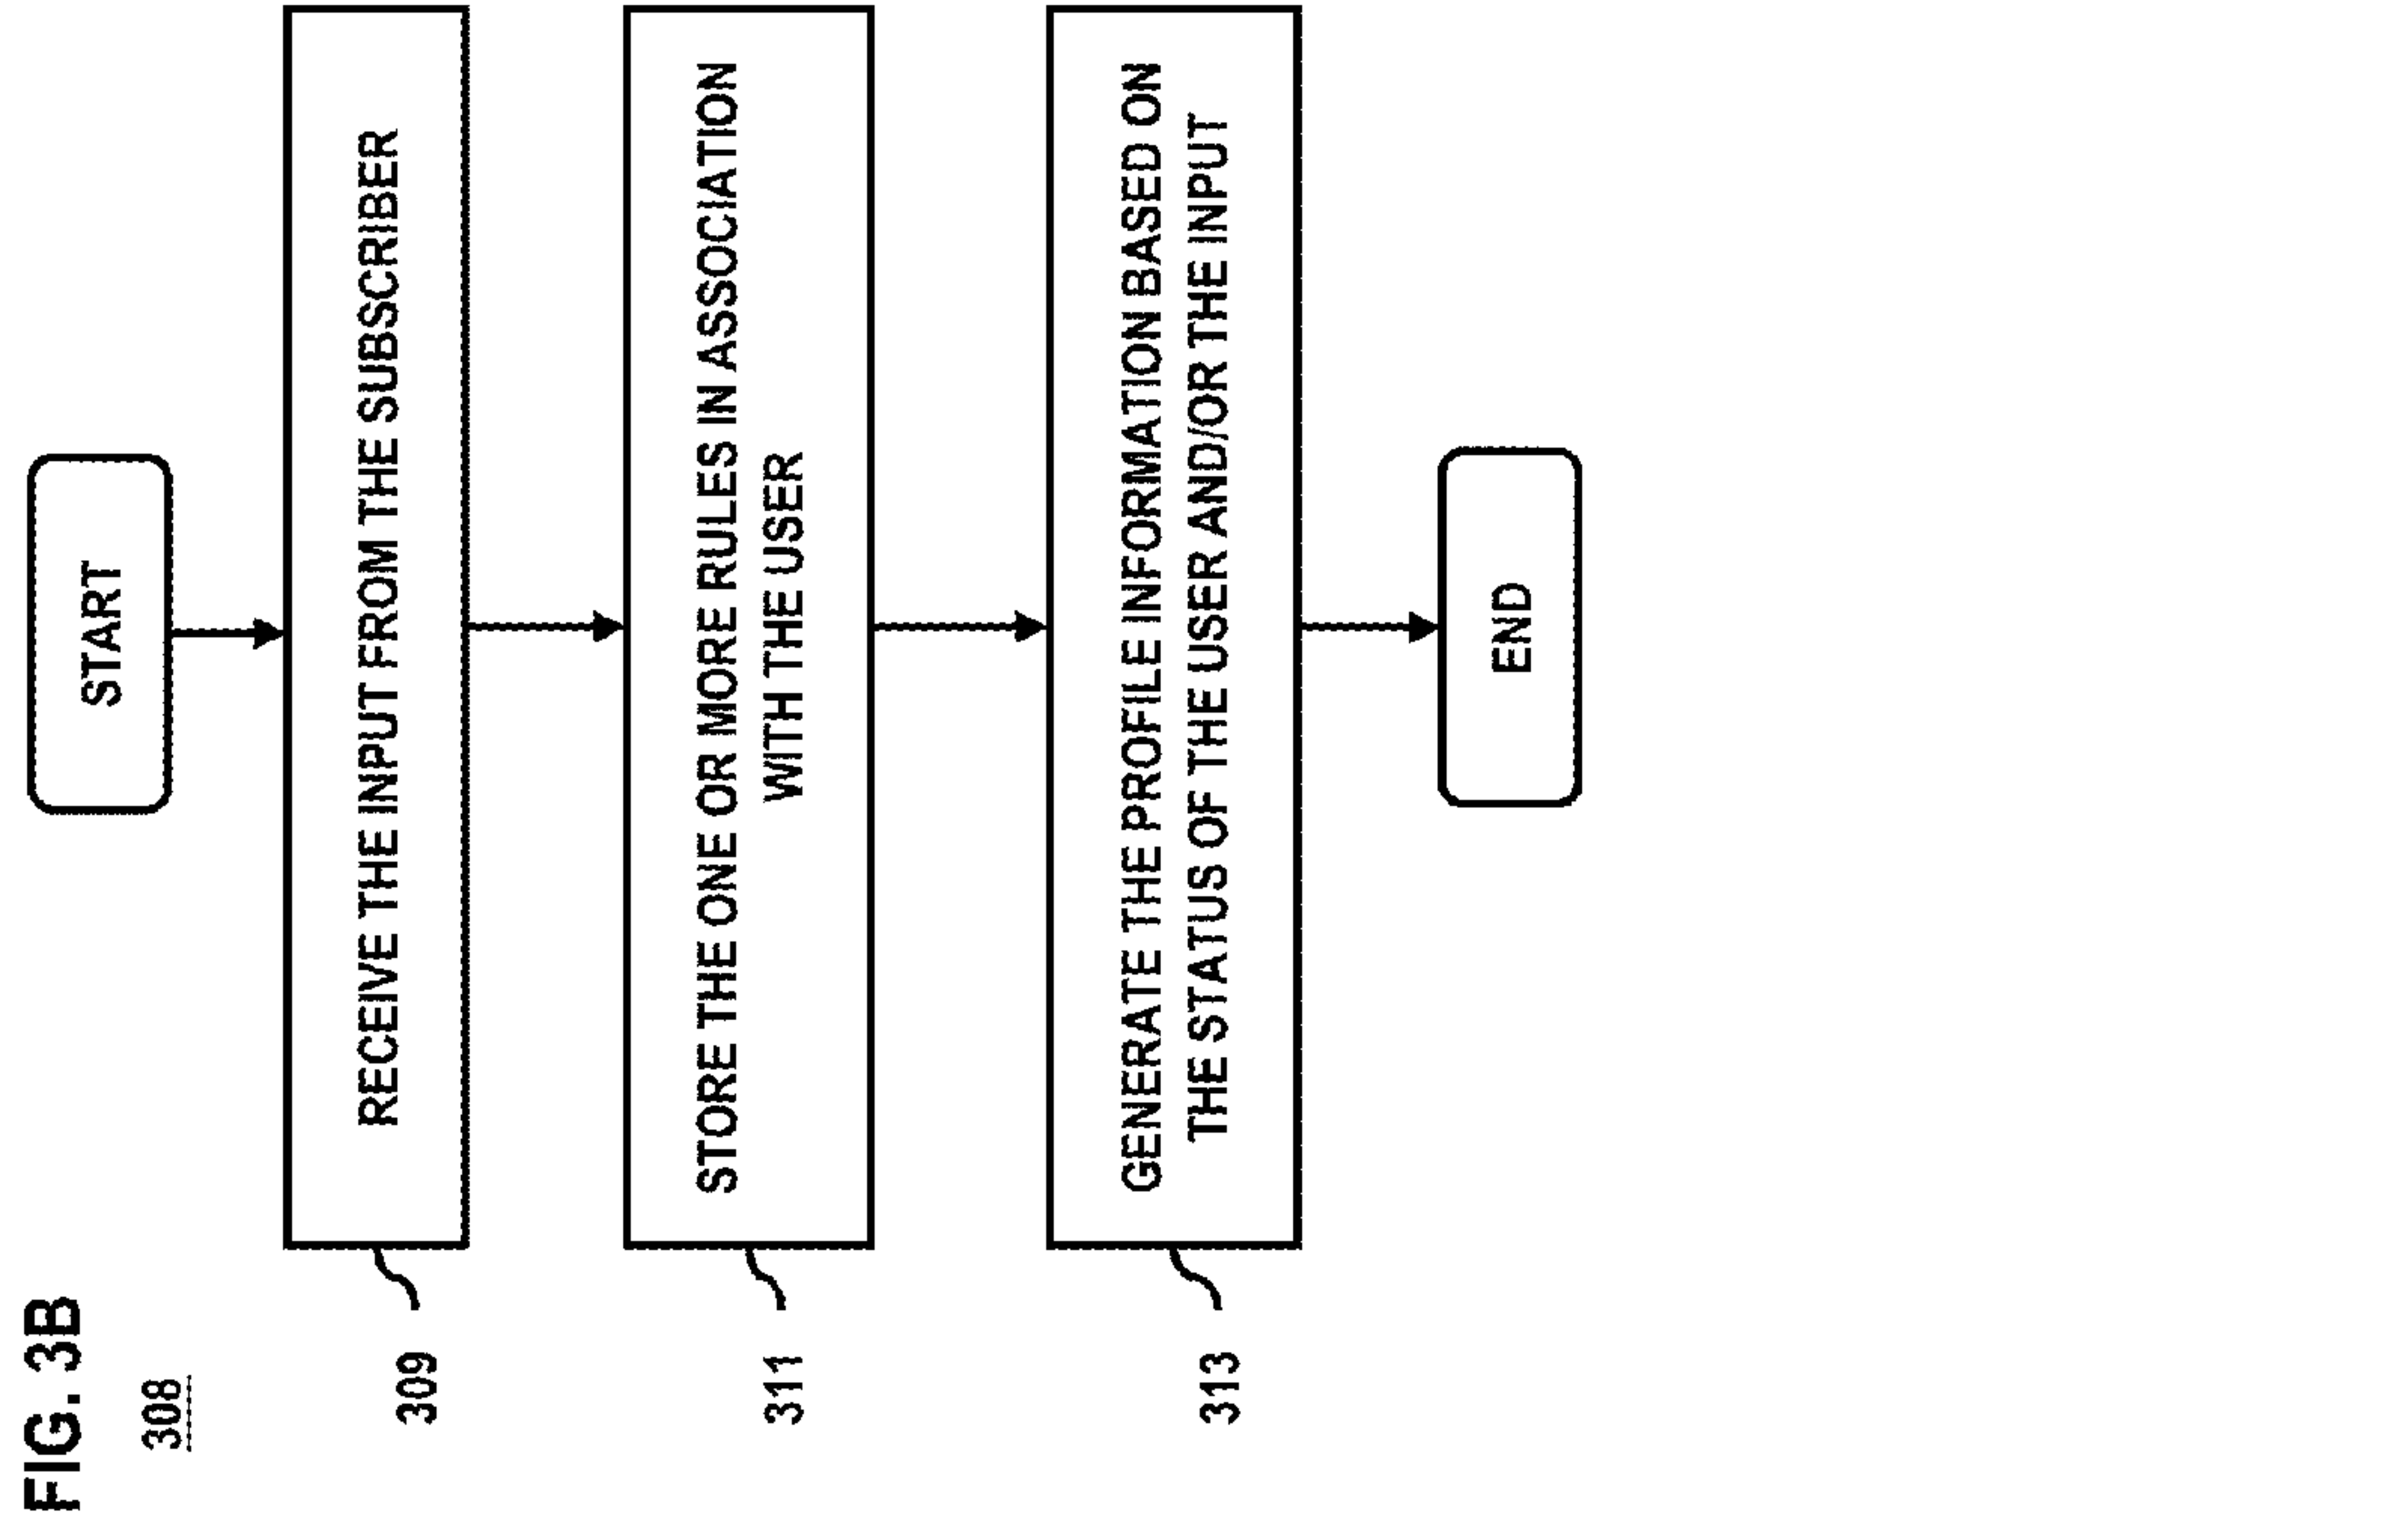 FIG. 3B
308
START
309
RECEIVE THE INPUT FROM THE SUBSCRIBER
311
STORE THE ONE OR MORE RULES IN ASSOCIATION
WITH THE USER
313
GENERATE THE PROFILE INFORMATION BASED ON
THE STATUS OF THE USER AND/OR THE INPUT
END